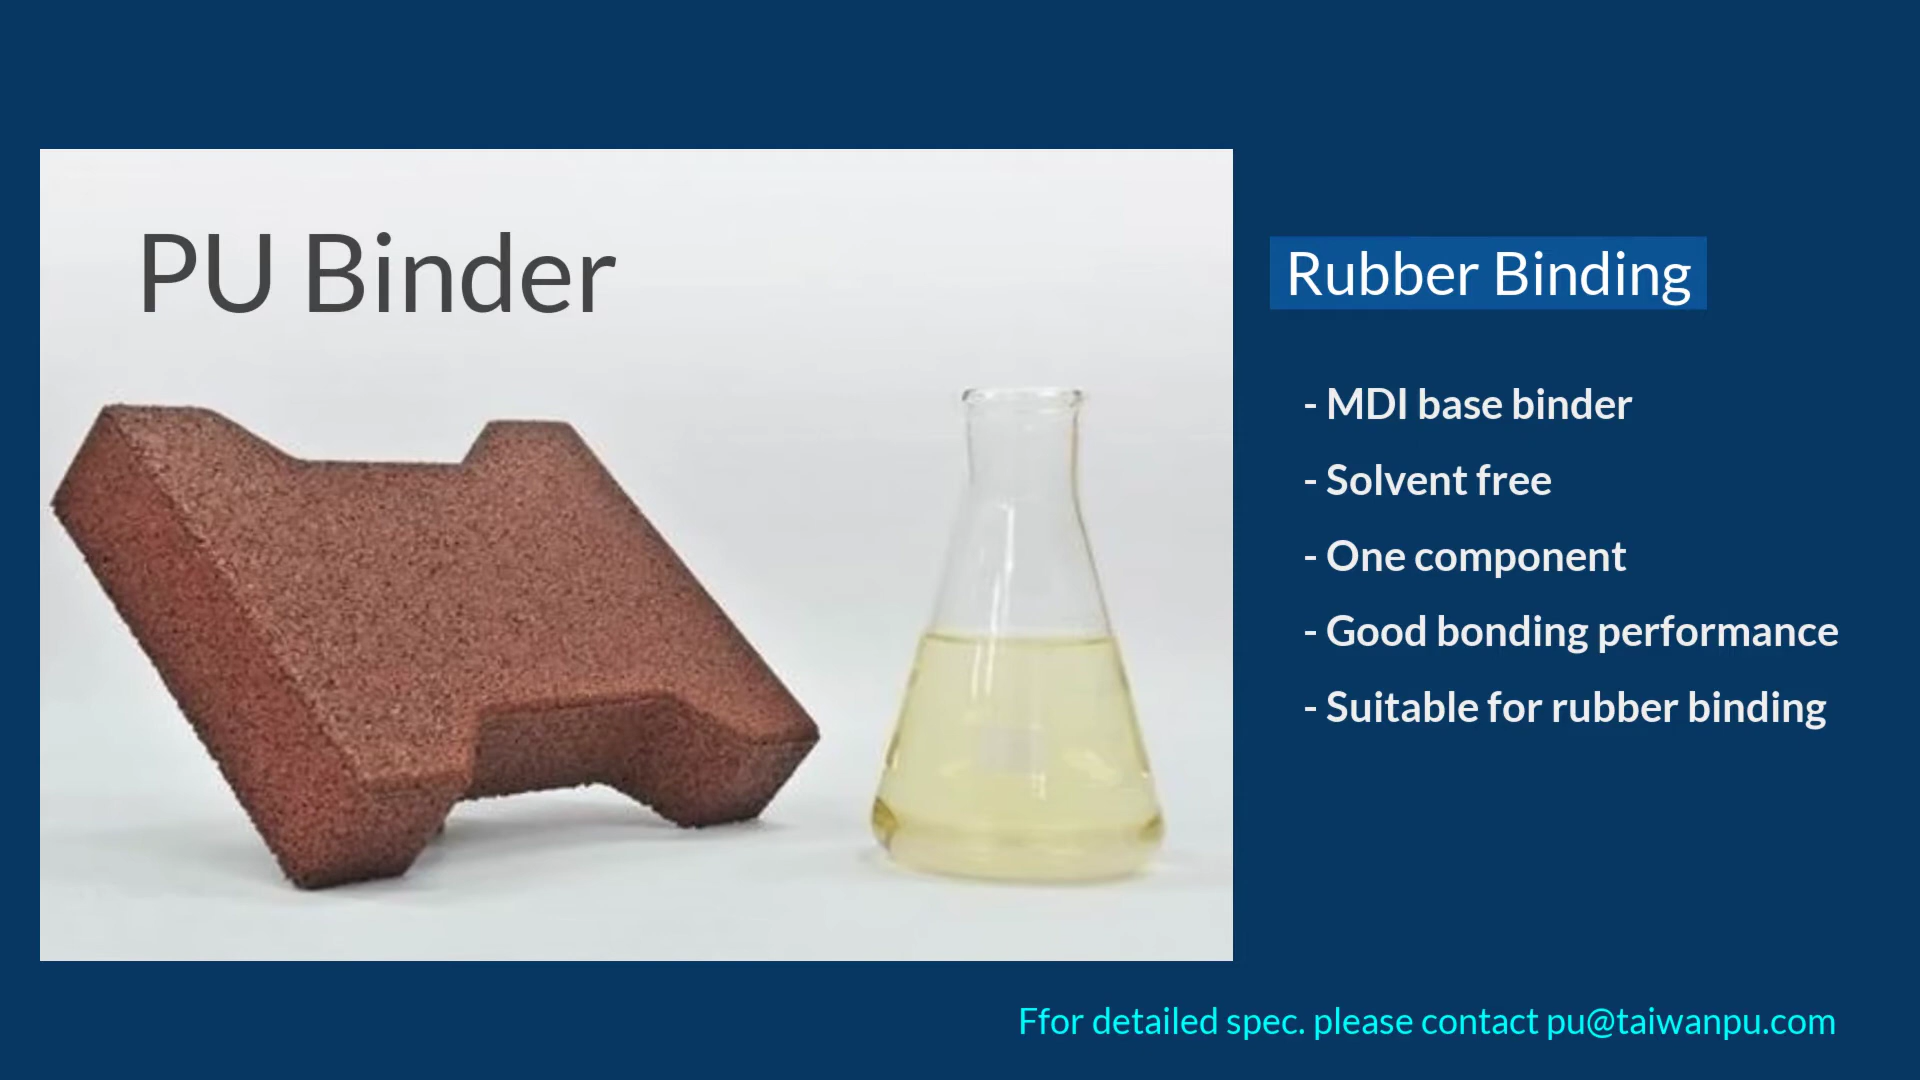 PU Binder
Rubber Binding
- MDI base binder
- Solvent free
- One component
- Good bonding performance
- Suitable for rubber binding
Ffor detailed spec. please contact pu@taiwanpu.com